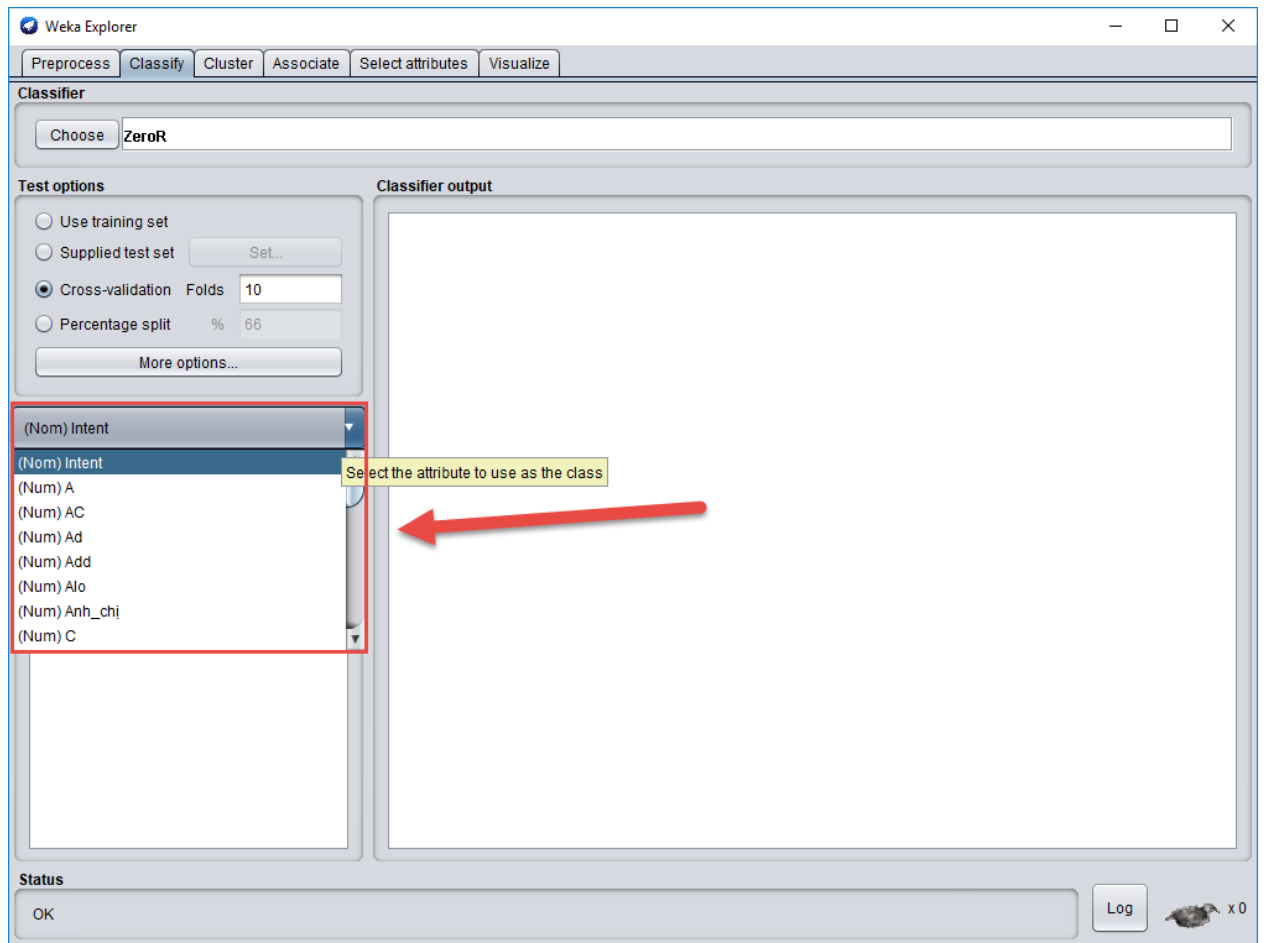 Weka Explorer
Preprocess Classify Cluster Associate Select attributes Visualize
Classifier
Choose ZeroR
Test options
Use training set
Supplied test set Set...
Cross-validation Folds 10
Percentage split % 66
More options...
(Nom) Intent
(Nom) Intent
(Num) A
(Num) AC
(Num) Ad
(Num) Add
(Num) Alo
(Num) Anh_chị
(Num) C
Select the attribute to use as the class
Classifier output
Status
OK
Log x 0